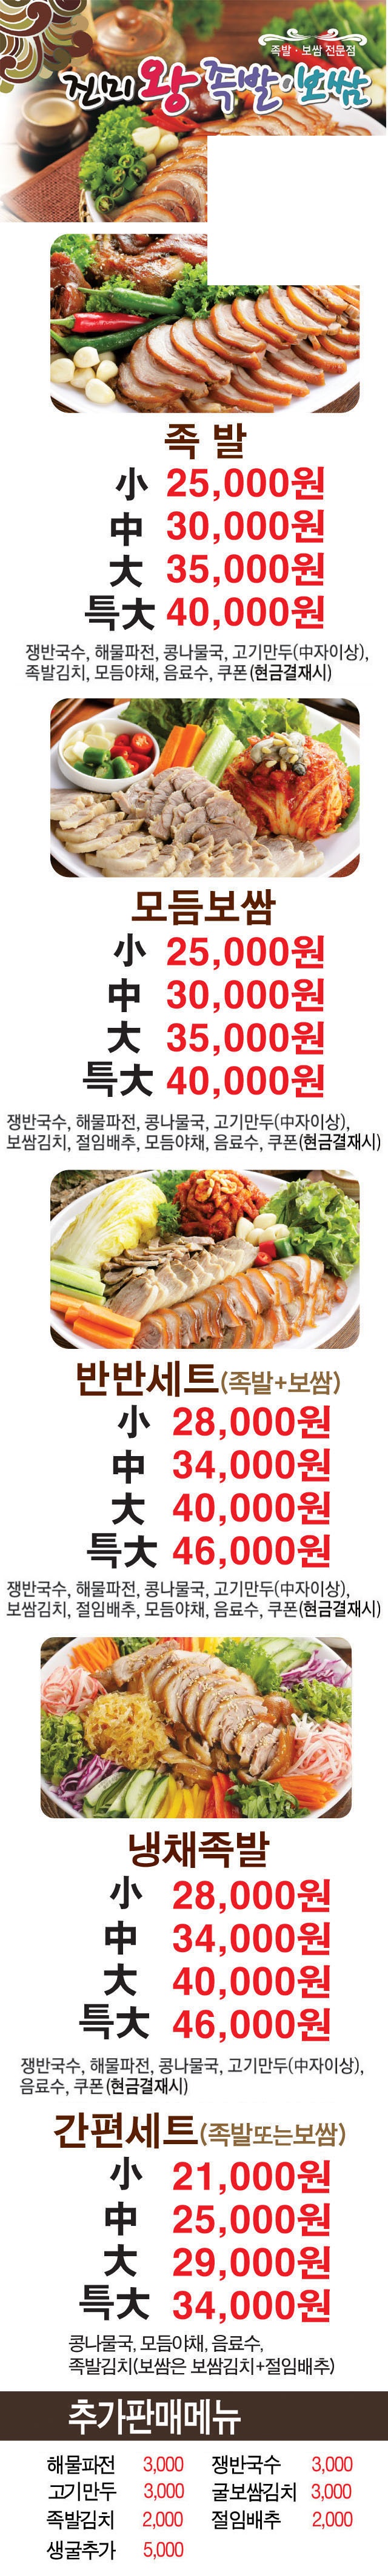 족발 · 보쌈 전문점
진미 왕족발·보쌈
족 발
小 25,000원
中 30,000원
大 35,000원
특大 40,000원
쟁반국수, 해물파전, 콩나물국, 고기만두(中자이상),
족발김치, 모듬야채, 음료수, 쿠폰(현금결재시)
모듬보쌈
小 25,000원
中 30,000원
大 35,000원
특大 40,000원
쟁반국수, 해물파전, 콩나물국, 고기만두(中자이상),
보쌈김치, 절임배추, 모듬야채, 음료수, 쿠폰(현금결재시)
반반세트(족발+보쌈)
小 28,000원
中 34,000원
大 40,000원
특大 46,000원
쟁반국수, 해물파전, 콩나물국, 고기만두(中자이상),
보쌈김치, 절임배추, 모듬야채, 음료수, 쿠폰(현금결재시)
냉채족발
小 28,000원
中 34,000원
大 40,000원
특大 46,000원
쟁반국수, 해물파전, 콩나물국, 고기만두(中자이상),
음료수, 쿠폰(현금결재시)
간편세트(족발또는보쌈)
小 21,000원
中 25,000원
大 29,000원
특大 34,000원
콩나물국, 모듬야채, 음료수,
족발김치(보쌈은 보쌈김치+절임배추)
추가판매메뉴
해물파전 3,000 쟁반국수 3,000
고기만두 3,000 굴보쌈김치 3,000
족발김치 2,000 절임배추 2,000
생굴추가 5,000